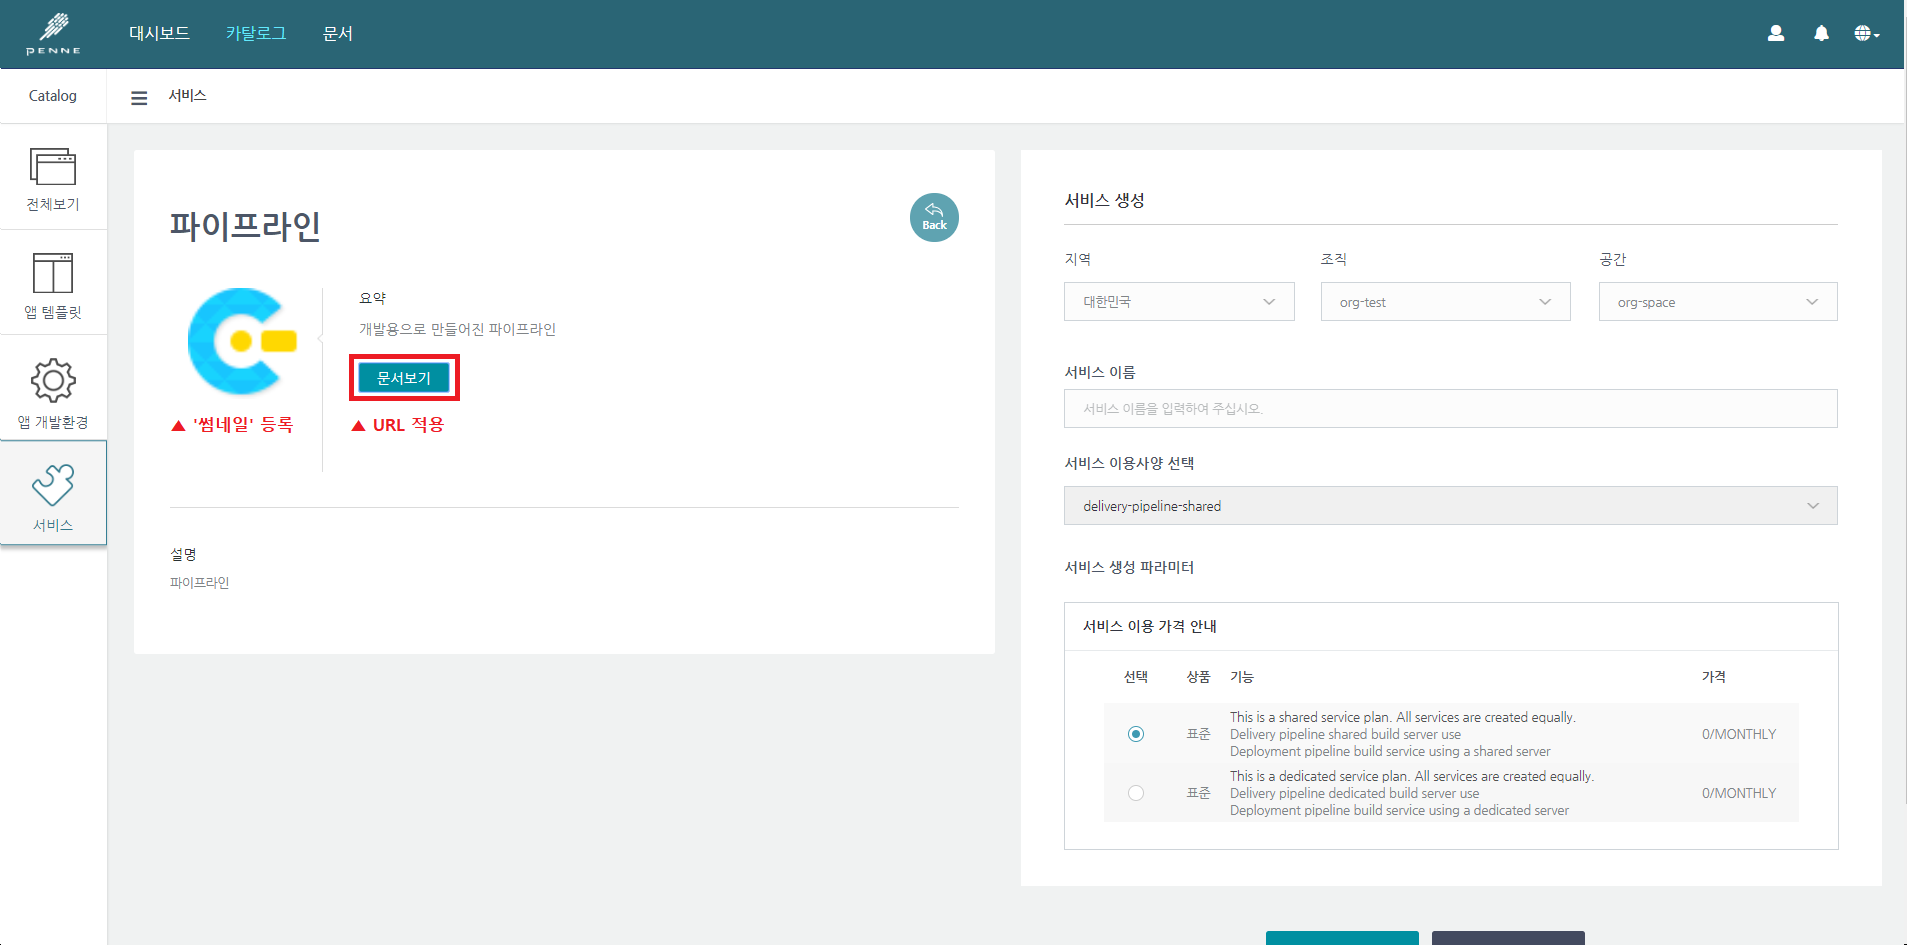 PENNE
대시보드
카탈로그
문서
Catalog
서비스
전체보기
앱 템플릿
앱 개발환경
서비스
파이프라인
Back
요약
개발용으로 만들어진 파이프라인
문서보기
▲ '썸네일' 등록
▲ URL 적용
설명
파이프라인
서비스 생성
지역
조직
공간
대한민국
org-test
org-space
서비스 이름
서비스 이름을 입력하여 주십시오.
서비스 이용사양 선택
delivery-pipeline-shared
서비스 생성 파라미터
서비스 이용 가격 안내
선택 상품 기능 가격
This is a shared service plan. All services are created equally.
표준 Delivery pipeline shared build server use 0/MONTHLY
Deployment pipeline build service using a shared server
This is a dedicated service plan. All services are created equally.
표준 Delivery pipeline dedicated build server use 0/MONTHLY
Deployment pipeline build service using a dedicated server